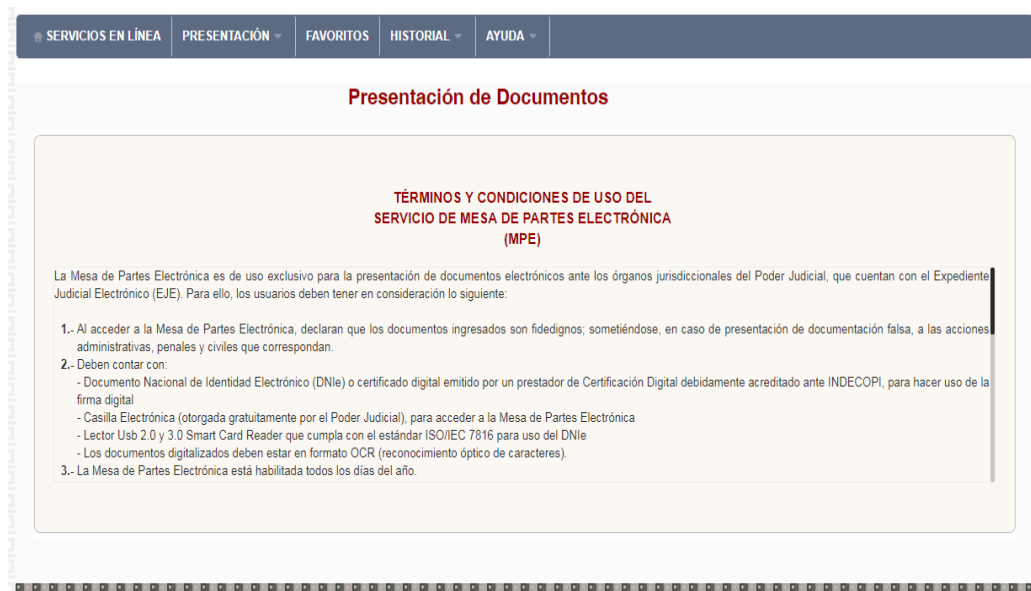 SERVICIOS EN LÍNEA PRESENTACIÓN FAVORITOS HISTORIAL AYUDA
Presentación de Documentos
TÉRMINOS Y CONDICIONES DE USO DEL
SERVICIO DE MESA DE PARTES ELECTRÓNICA
(MPE)
La Mesa de Partes Electrónica es de uso exclusivo para la presentación de documentos electrónicos ante los órganos jurisdiccionales del Poder Judicial, que cuentan con el Expediente
Judicial Electrónico (EJE). Para ello, los usuarios deben tener en consideración lo siguiente:
1.- Al acceder a la Mesa de Partes Electrónica, declaran que los documentos ingresados son fidedignos; sometiéndose, en caso de presentación de documentación falsa, a las acciones
administrativas, penales y civiles que correspondan.
2.- Deben contar con:
- Documento Nacional de Identidad Electrónico (DNIe) o certificado digital emitido por un prestador de Certificación Digital debidamente acreditado ante INDECOPI, para hacer uso de la
firma digital
- Casilla Electrónica (otorgada gratuitamente por el Poder Judicial), para acceder a la Mesa de Partes Electrónica
- Lector Usb 2.0 y 3.0 Smart Card Reader que cumpla con el estándar ISO/IEC 7816 para uso del DNIe
- Los documentos digitalizados deben estar en formato OCR (reconocimiento óptico de caracteres).
3.- La Mesa de Partes Electrónica está habilitada todos los días del año.